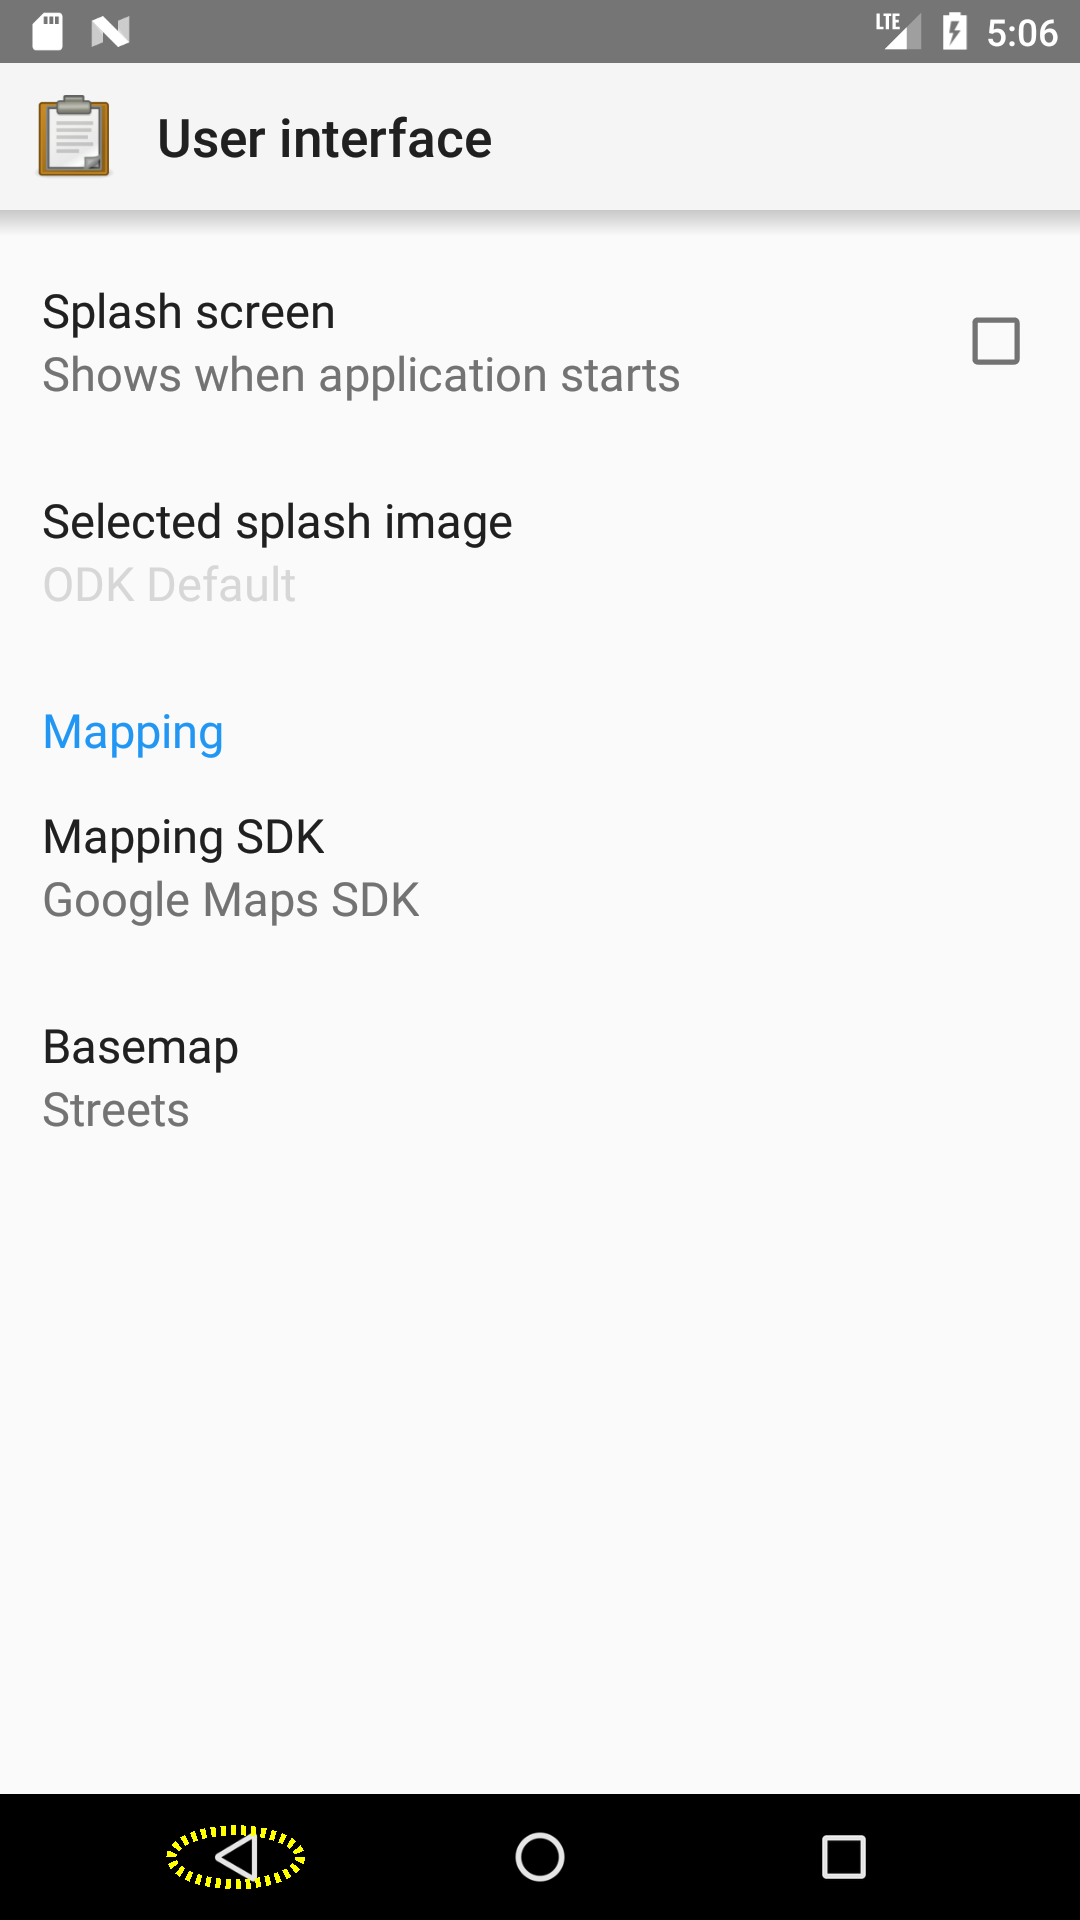 LTE 5:06
User interface
Splash screen
Shows when application starts
Selected splash image
ODK Default
Mapping
Mapping SDK
Google Maps SDK
Basemap
Streets